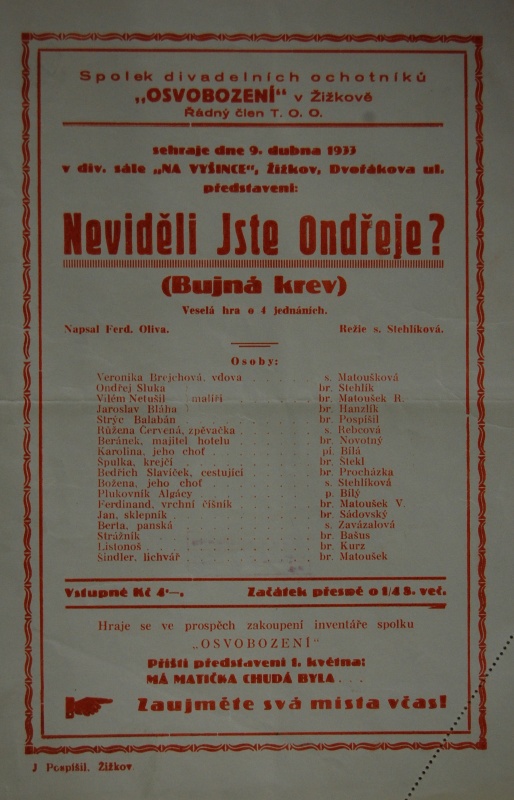 Spolek divadelních ochotníků
„OSVOBOZENÍ“ v Žižkově
Řádný člen T. O. O.
sehraje dne 9. dubna 1933
v div. sále „NA VYŠINCE“, Žižkov, Dvořákova ul.
představení:
Neviděli Jste Ondřeje?
(Bujná krev)
Veselá hra o 4 jednáních.
Napsal Ferd. Oliva. Režie s. Stehlíková.
Osoby:
Veronika Brejchová, vdova . . . . . s. Matoušková
Ondřej Sluka . . . . . br. Stehlík
Vilém Netušil malíři . . . . . br. Matoušek R.
Jaroslav Bláha . . . . . br. Hanzlík
Strýc Balabán . . . . . br. Pospíšil
Růžena Červená, zpěvačka . . . . . s. Rebcová
Beránek, majitel hotelu . . . . . br. Novotný
Karolina, jeho choť . . . . . pí. Bílá
Špulka, krejčí . . . . . br. Štekl
Bedřich Slavíček, cestující . . . . . br. Procházka
Božena, jeho choť . . . . . s. Stehlíková
Plukovník Algácy . . . . . p. Bílý
Ferdinand, vrchní číšník . . . . . br. Matoušek V.
Jan, sklepník . . . . . br. Sádovský
Berta, panská . . . . . s. Zavázalová
Strážník . . . . . br. Bašus
Listonoš . . . . . br. Kurz
Šindler, lichvář . . . . . br. Matoušek
Vstupné Kč 4·–. Začátek přesně o 1/4 8. več.
Hraje se ve prospěch zakoupení inventáře spolku
„OSVOBOZENÍ“
Příští představení 1. května:
MÁ MATIČKA CHUDÁ BYLA . . .
Zaujměte svá místa včas!
J Pospíšil, Žižkov.